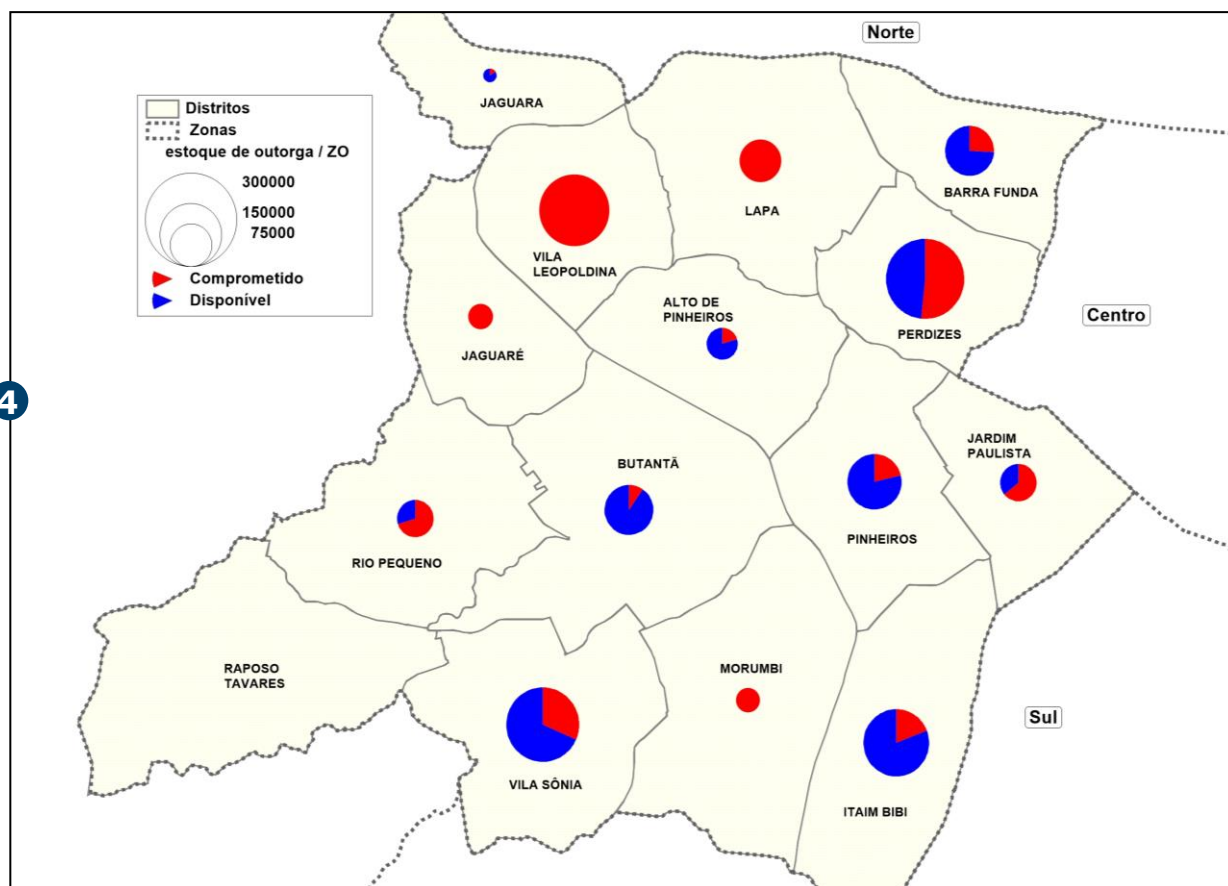 Norte
JAGUARA
Distritos
Zonas
estoque de outorga / ZO
300000
150000
75000
Comprometido
Disponível
BARRA FUNDA
LAPA
VILA
LEOPOLDINA
ALTO DE
PINHEIROS
PERDIZES
Centro
JAGUARÉ
4
JARDIM
PAULISTA
BUTANTÃ
PINHEIROS
RIO PEQUENO
RAPOSO
TAVARES
MORUMBI
Sul
VILA SÔNIA
ITAIM BIBI